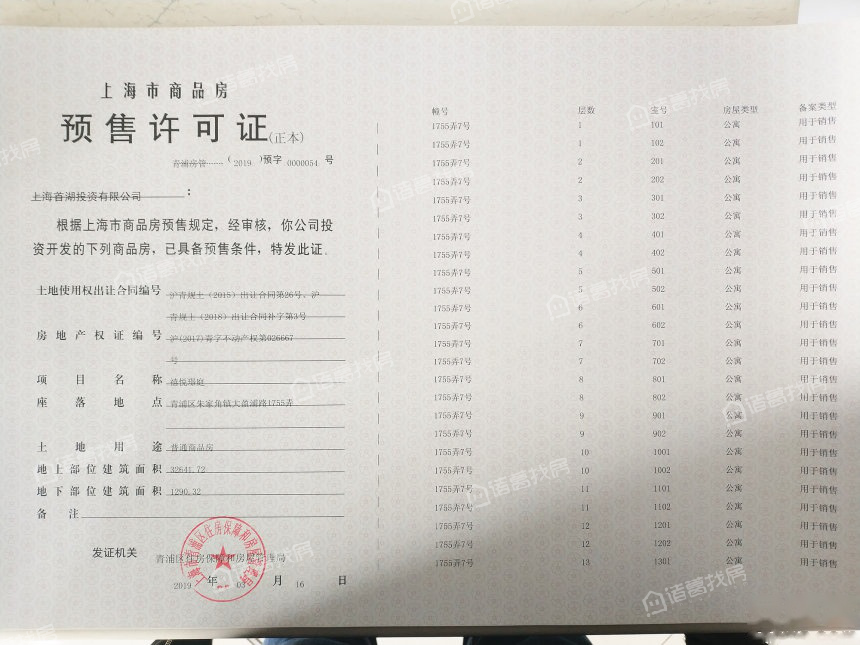 上海市商品房
预售许可证(正本)
青浦房管……(2019)预字 0000054 号
上海首湖投资有限公司:
根据上海市商品房预售规定，经审核，你公司投
资开发的下列商品房，已具备预售条件，特发此证.
土地使用权出让合同编号 沪青规土（2015）出让合同第26号、沪
青规土（2018）出让合同补字第3号
房地产权证编号 沪(2017)青字不动产权第026667
号
项目名称
座落地点 青浦区朱家角镇大盈浦路1755弄
土地用途 普通商品房
地上部位建筑面积 32641.72
地下部位建筑面积 1290.32
备注
发证机关 青浦区住房保障和房屋管理局
2019 年 03 月 16 日
幢号 层数 室号 房屋类型 备案类型
1755弄7号 1 101 公寓 用于销售
1755弄7号 1 102 公寓 用于销售
1755弄7号 2 201 公寓 用于销售
1755弄7号 2 202 公寓 用于销售
1755弄7号 3 301 公寓 用于销售
1755弄7号 3 302 公寓 用于销售
1755弄7号 4 401 公寓 用于销售
1755弄7号 4 402 公寓 用于销售
1755弄7号 5 501 公寓 用于销售
1755弄7号 5 502 公寓 用于销售
1755弄7号 6 601 公寓 用于销售
1755弄7号 6 602 公寓 用于销售
1755弄7号 7 701 公寓 用于销售
1755弄7号 7 702 公寓 用于销售
1755弄7号 8 801 公寓 用于销售
1755弄7号 8 802 公寓 用于销售
1755弄7号 9 901 公寓 用于销售
1755弄7号 9 902 公寓 用于销售
1755弄7号 10 1001 公寓 用于销售
1755弄7号 10 1002 公寓 用于销售
1755弄7号 11 1101 公寓 用于销售
1755弄7号 11 1102 公寓 用于销售
1755弄7号 12 1201 公寓 用于销售
1755弄7号 12 1202 公寓 用于销售
1755弄7号 13 1301 公寓 用于销售
诸葛找房